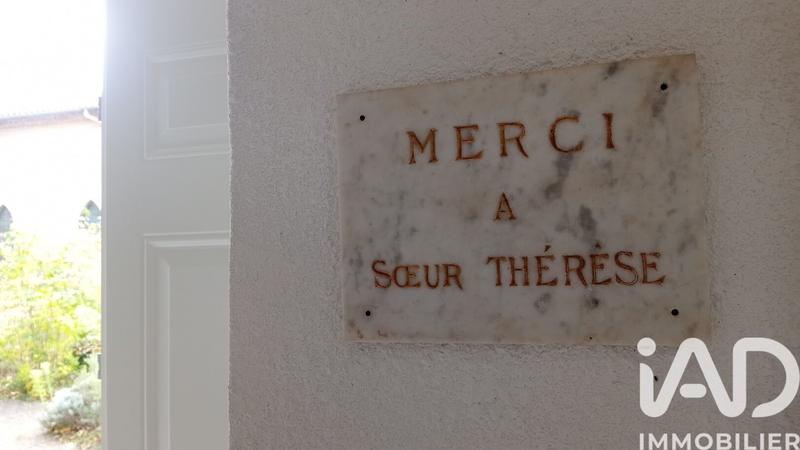 MERCI
A
SŒUR THÉRÈSE
iAD
IMMOBILIER